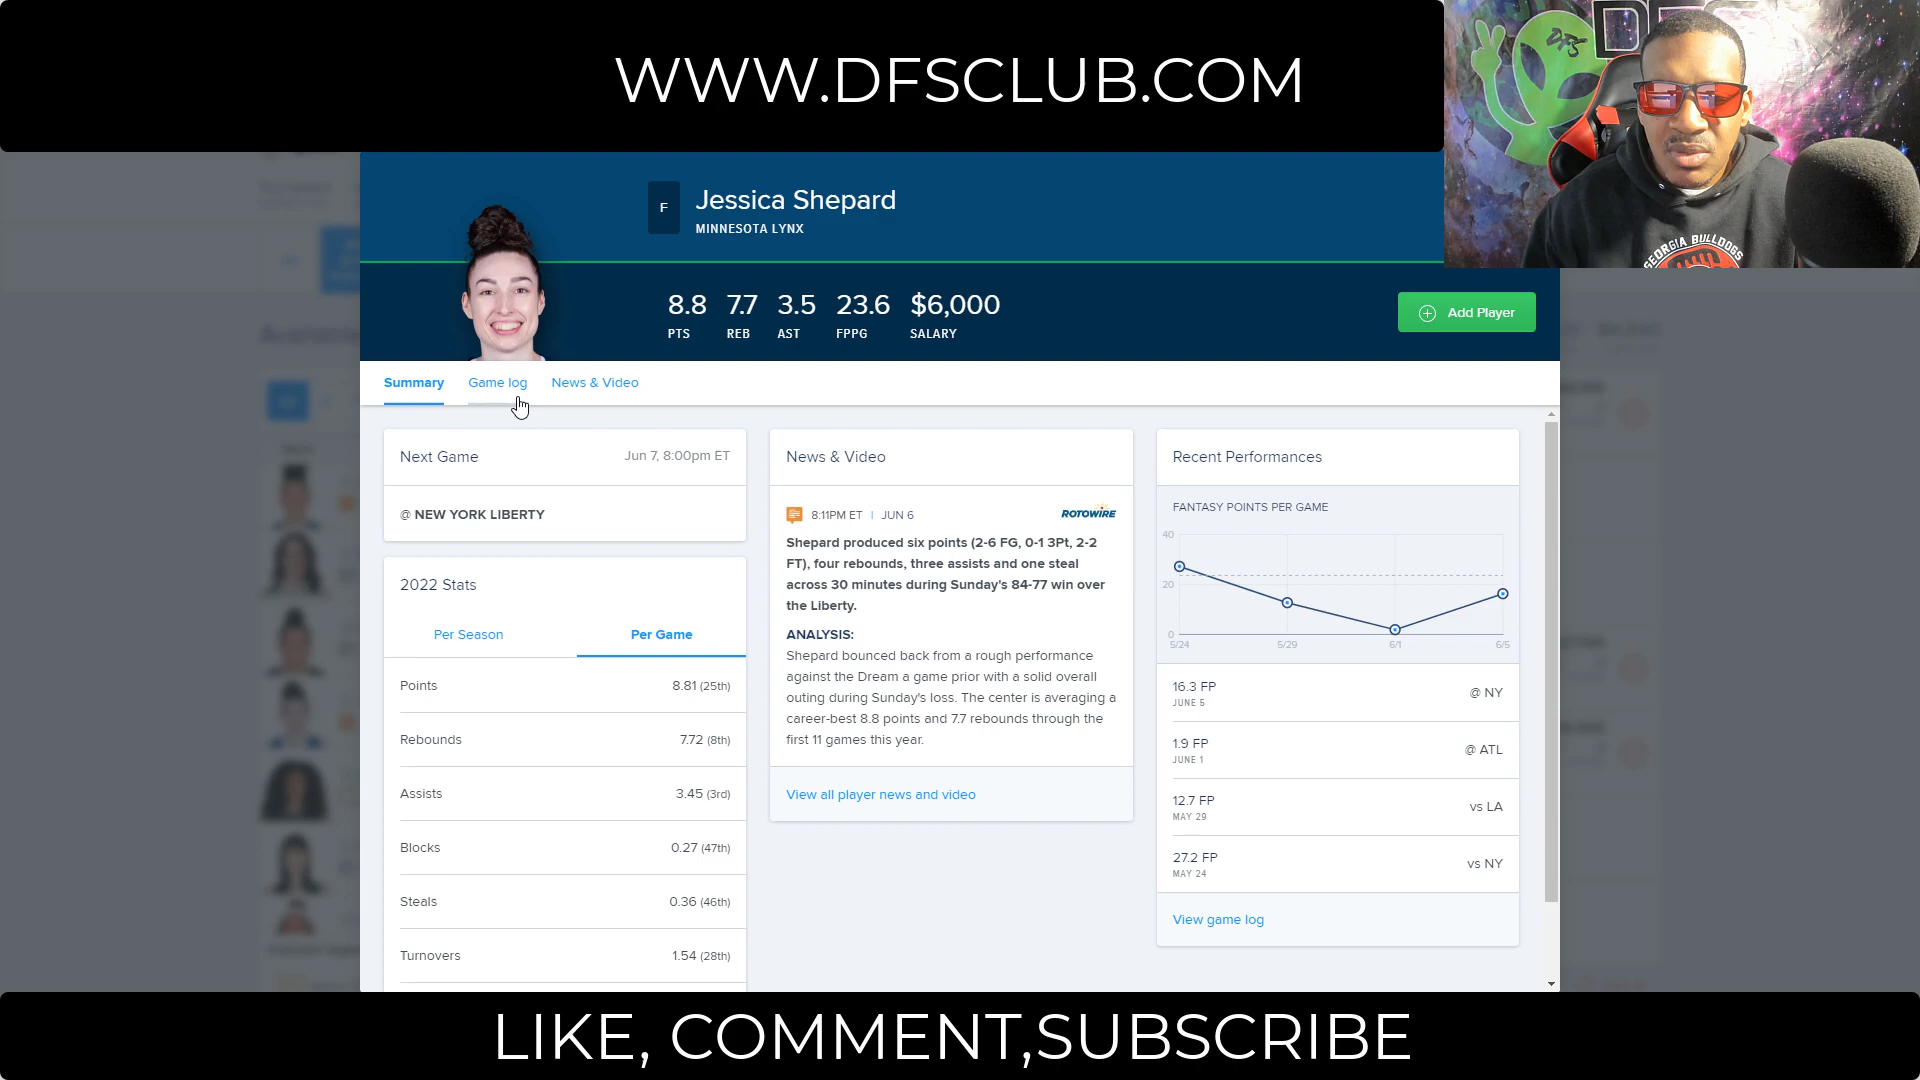 WWW.DFSCLUB.COM
DFS
DFS
GEORGIA BULLDOGS
F
Jessica Shepard
MINNESOTA LYNX
8.8 7.7 3.5 23.6 $6,000
PTS REB AST FPPG SALARY
Add Player
Summary Game log News & Video
Next Game Jun 7, 8:00pm ET
@ NEW YORK LIBERTY
2022 Stats
Per Season Per Game
Points 8.81 (25th)
Rebounds 7.72 (8th)
Assists 3.45 (3rd)
Blocks 0.27 (47th)
Steals 0.36 (46th)
Turnovers 1.54 (28th)
News & Video
8:11PM ET | JUN 6 ROTOWIRE
Shepard produced six points (2-6 FG, 0-1 3Pt, 2-2
FT), four rebounds, three assists and one steal
across 30 minutes during Sunday's 84-77 win over
the Liberty.
ANALYSIS:
Shepard bounced back from a rough performance
against the Dream a game prior with a solid overall
outing during Sunday's loss. The center is averaging a
career-best 8.8 points and 7.7 rebounds through the
first 11 games this year.
View all player news and video
Recent Performances
FANTASY POINTS PER GAME
40
20
0
5/24 5/29 6/1 6/5
16.3 FP @ NY
JUNE 5
1.9 FP @ ATL
JUNE 1
12.7 FP vs LA
MAY 29
27.2 FP vs NY
MAY 24
View game log
LIKE, COMMENT,SUBSCRIBE